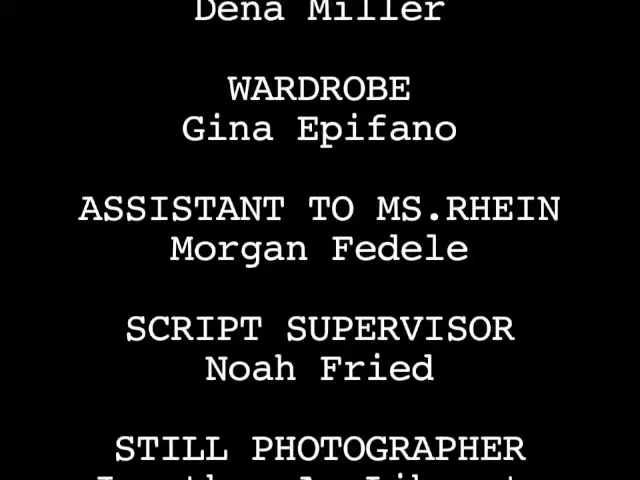 Dena Miller
WARDROBE
Gina Epifano
ASSISTANT TO MS.RHEIN
Morgan Fedele
SCRIPT SUPERVISOR
Noah Fried
STILL PHOTOGRAPHER